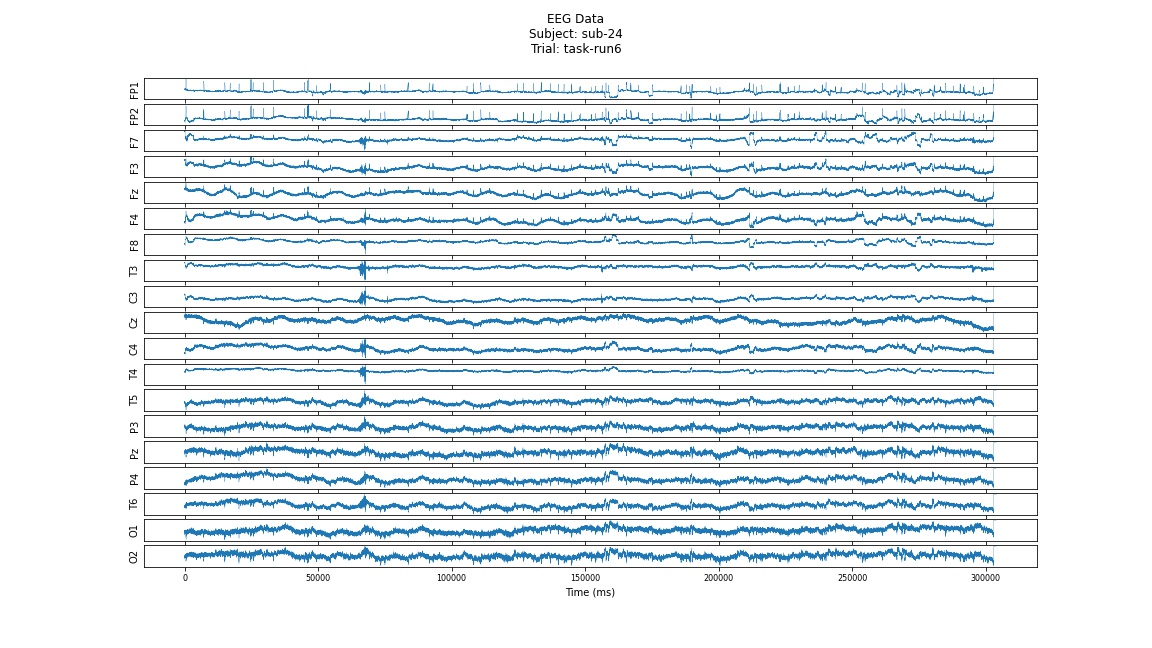 EEG Data
Subject: sub-24
Trial: task-run6
FP1
FP2
F7
F3
Fz
F4
F8
T3
C3
Cz
C4
T4
T5
P3
Pz
P4
T6
O1
O2
0 50000 100000 150000 200000 250000 300000
Time (ms)